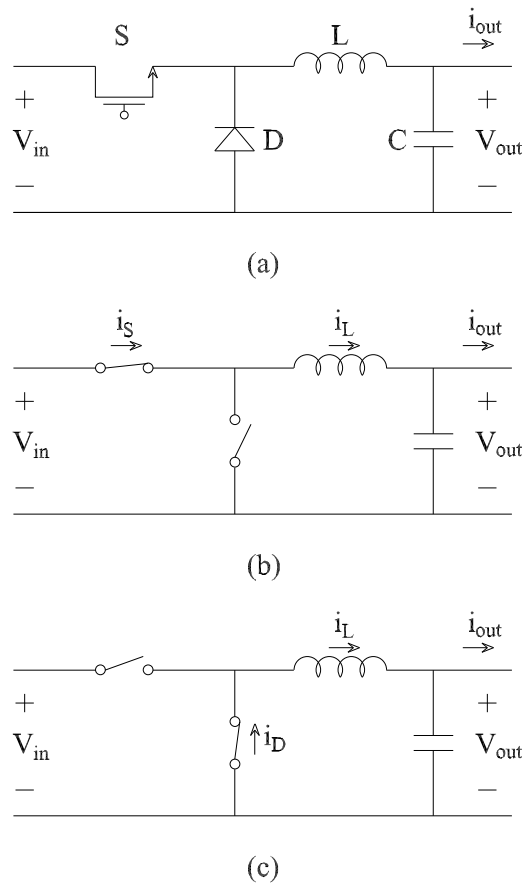 S L i_out
+ +
V_in D C V_out
− −
(a)
i_S i_L i_out
+ +
V_in V_out
− −
(b)
i_L i_out
+ +
V_in i_D V_out
− −
(c)